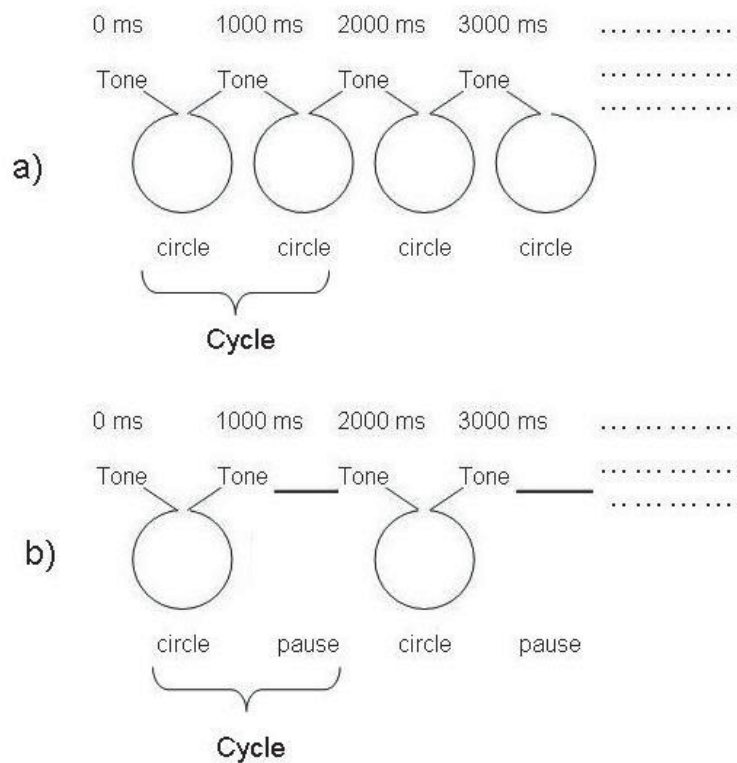 0 ms 1000 ms 2000 ms 3000 ms ... ... ... ... ...
Tone Tone Tone Tone ... ... ... ... ...
... ... ... ... ...
a)
circle circle circle circle
Cycle
0 ms 1000 ms 2000 ms 3000 ms ... ... ... ... ...
Tone Tone Tone Tone ... ... ... ... ...
.. ... ... ... ...
b)
circle pause circle pause
Cycle